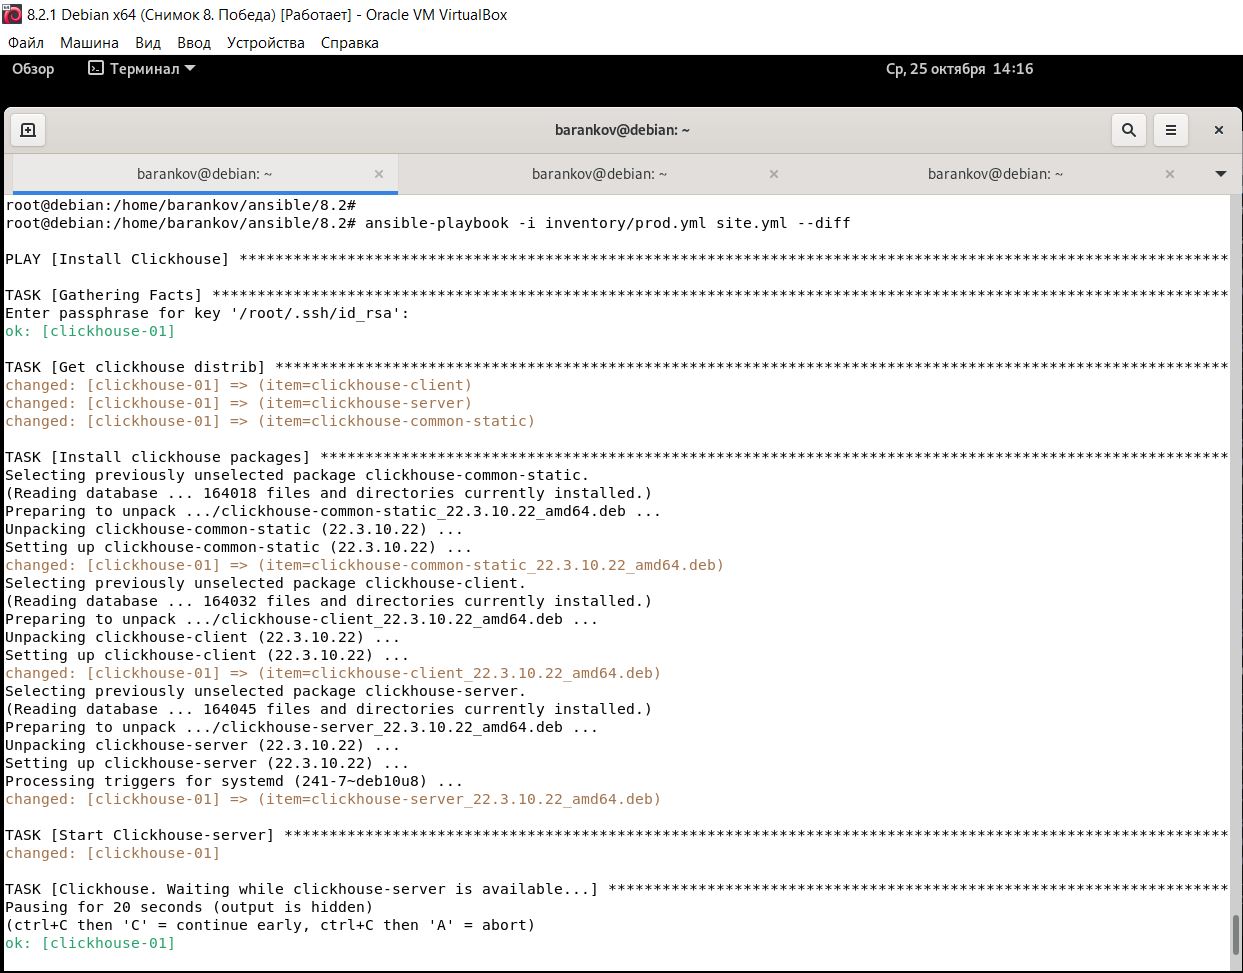 8.2.1 Debian x64 (Снимок 8. Победа) [Работает] - Oracle VM VirtualBox
Файл Машина Вид Ввод Устройства Справка
Обзор Терминал Ср, 25 октября 14:16
barankov@debian: ~
barankov@debian: ~ barankov@debian: ~ barankov@debian: ~
root@debian:/home/barankov/ansible/8.2#
root@debian:/home/barankov/ansible/8.2# ansible-playbook -i inventory/prod.yml site.yml --diff
PLAY [Install Clickhouse] **************************************************************************************************************
TASK [Gathering Facts] *****************************************************************************************************************
Enter passphrase for key '/root/.ssh/id_rsa':
ok: [clickhouse-01]
TASK [Get clickhouse distrib] **********************************************************************************************************
changed: [clickhouse-01] => (item=clickhouse-client)
changed: [clickhouse-01] => (item=clickhouse-server)
changed: [clickhouse-01] => (item=clickhouse-common-static)
TASK [Install clickhouse packages] *****************************************************************************************************
Selecting previously unselected package clickhouse-common-static.
(Reading database ... 164018 files and directories currently installed.)
Preparing to unpack .../clickhouse-common-static_22.3.10.22_amd64.deb ...
Unpacking clickhouse-common-static (22.3.10.22) ...
Setting up clickhouse-common-static (22.3.10.22) ...
changed: [clickhouse-01] => (item=clickhouse-common-static_22.3.10.22_amd64.deb)
Selecting previously unselected package clickhouse-client.
(Reading database ... 164032 files and directories currently installed.)
Preparing to unpack .../clickhouse-client_22.3.10.22_amd64.deb ...
Unpacking clickhouse-client (22.3.10.22) ...
Setting up clickhouse-client (22.3.10.22) ...
changed: [clickhouse-01] => (item=clickhouse-client_22.3.10.22_amd64.deb)
Selecting previously unselected package clickhouse-server.
(Reading database ... 164045 files and directories currently installed.)
Preparing to unpack .../clickhouse-server_22.3.10.22_amd64.deb ...
Unpacking clickhouse-server (22.3.10.22) ...
Setting up clickhouse-server (22.3.10.22) ...
Processing triggers for systemd (241-7~deb10u8) ...
changed: [clickhouse-01] => (item=clickhouse-server_22.3.10.22_amd64.deb)
TASK [Start Clickhouse-server] *********************************************************************************************************
changed: [clickhouse-01]
TASK [Clickhouse. Waiting while clickhouse-server is available...] *********************************************************************
Pausing for 20 seconds (output is hidden)
(ctrl+C then 'C' = continue early, ctrl+C then 'A' = abort)
ok: [clickhouse-01]